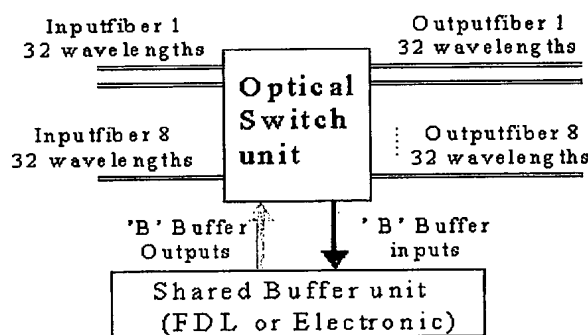 Inputfiber 1
32 wavelengths
Outputfiber 1
32 wavelengths
Optical
Switch
unit
Inputfiber 8
32 wavelengths
Outputfiber 8
32 wavelengths
'B' Buffer
Outputs
'B' Buffer
inputs
Shared Buffer unit
(FDL or Electronic)